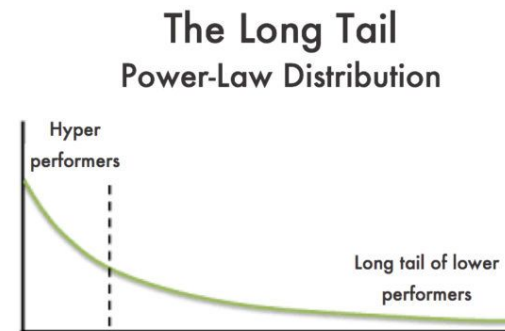 The Long Tail
Power-Law Distribution
Hyper
performers
Long tail of lower
performers